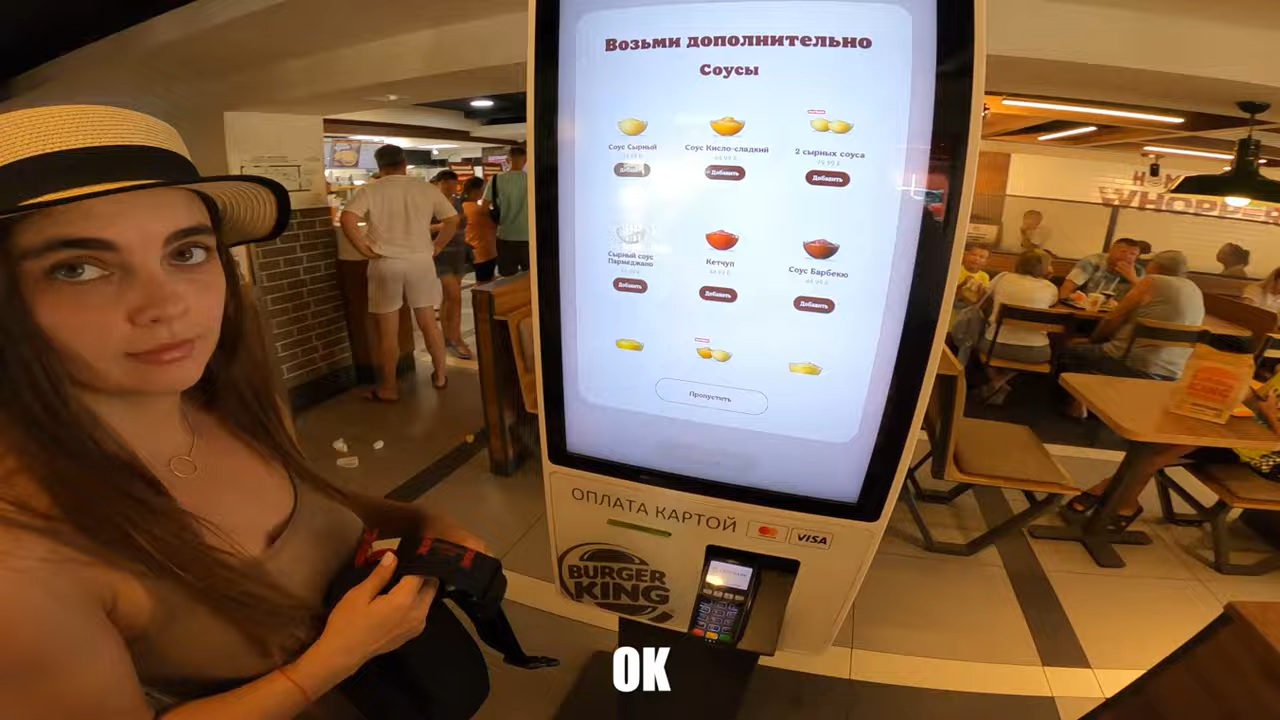 Возьми дополнительно
Соусы
Соус Сырный
Соус Кисло-сладкий
2 сырных соуса
Добавить
Добавить
Добавить
Сырный соус
Пармеджано
Кетчуп
Соус Барбекю
Добавить
Добавить
Добавить
Пропустить
ОПЛАТА КАРТОЙ
VISA
BURGER
KING
WHOPPER
OK